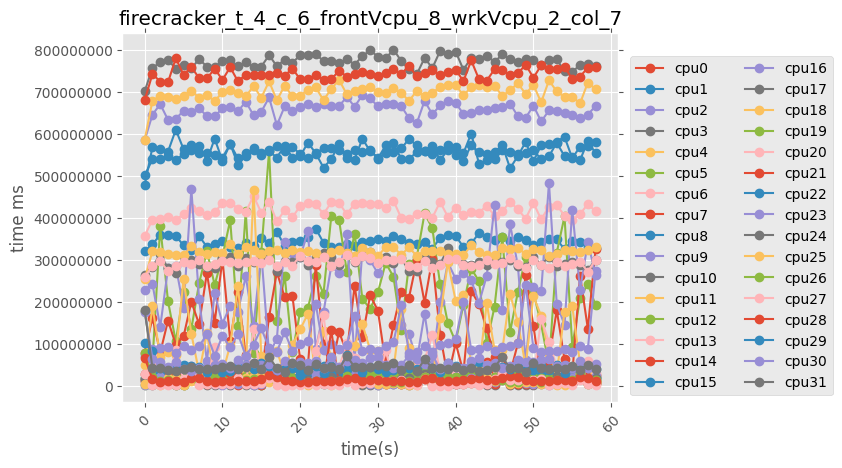 firecracker_t_4_c_6_frontVcpu_8_wrkVcpu_2_col_7
800000000
700000000
600000000
500000000
400000000
300000000
200000000
100000000
0
time ms
0 10 20 30 40 50 60
time(s)
cpu0 cpu16
cpu1 cpu17
cpu2 cpu18
cpu3 cpu19
cpu4 cpu20
cpu5 cpu21
cpu6 cpu22
cpu7 cpu23
cpu8 cpu24
cpu9 cpu25
cpu10 cpu26
cpu11 cpu27
cpu12 cpu28
cpu13 cpu29
cpu14 cpu30
cpu15 cpu31